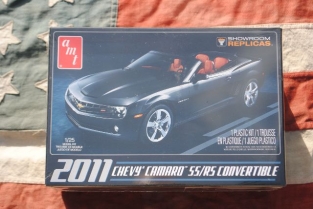 amt
SHOWROOM
REPLICAS
1/25
1 PLASTIC KIT/1 TROUSSE
EN PLASTIQUE/1 JUEGO PLASTICO
2011 CHEVY CAMARO SS/RS CONVERTIBLE